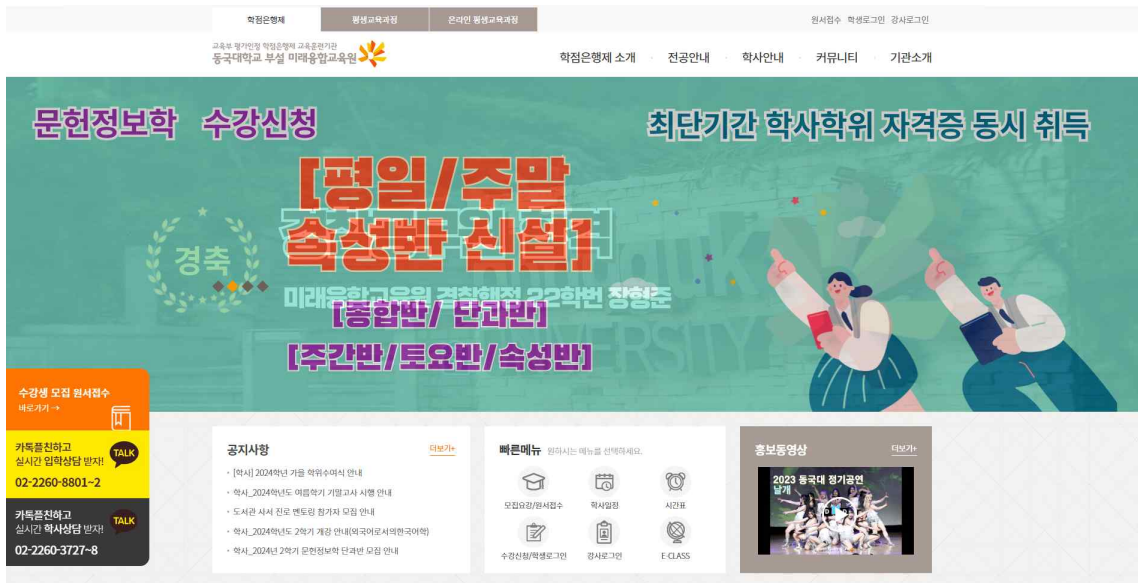 학점은행제 평생교육과정 온라인 평생교육과정
원서접수 학생로그인 강사로그인
교육부 평가인정 학점은행제 교육훈련기관
동국대학교 부설 미래융합교육원
학점은행제 소개 전공안내 학사안내 커뮤니티 기관소개
문헌정보학 수강신청
최단기간 학사학위 자격증 동시 취득
[평일/주말
속성반 신설]
경축
미래융합교육원 경찰행정 22학번 장형준
[종합반/ 단과반]
[주간반/토요반/속성반]
수강생 모집 원서접수
바로가기 →
카톡플친하고
실시간 입학상담 받자!
TALK
02-2260-8801~2
카톡플친하고
실시간 학사상담 받자!
TALK
02-2260-3727~8
공지사항
더보기+
· [학사] 2024학년 가을 학위수여식 안내
· 학사_2024학년도 여름학기 기말고사 시행 안내
· 도서관 사서 진로 멘토링 참가자 모집 안내
· 학사_2024학년도 2학기 개강 안내(외국어로서의한국어학)
· 학사_2024년 2학기 문헌정보학 단과반 모집 안내
빠른메뉴 원하시는 메뉴를 선택하세요.
모집요강/원서접수 학사일정 시간표
수강신청/학생로그인 강사로그인 E-CLASS
홍보동영상
더보기+
2023 동국대 정기공연
날개